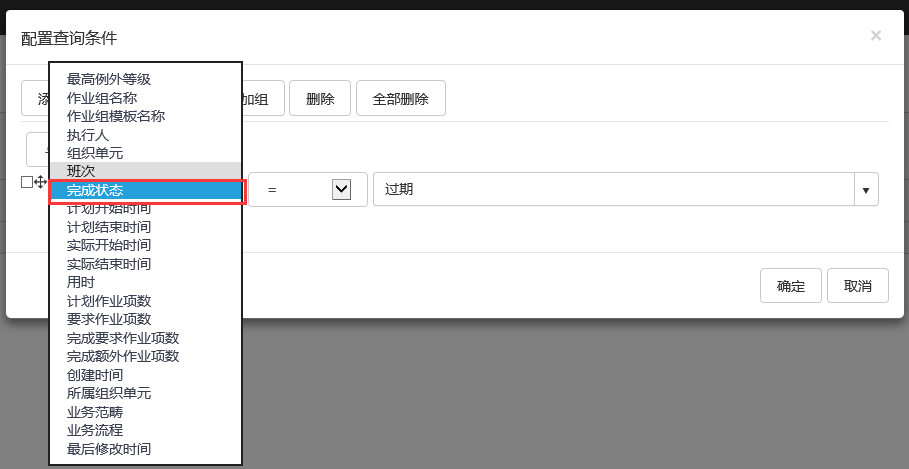 配置查询条件
×
添
加组
删除
全部删除
最高例外等级
作业组名称
作业组模板名称
执行人
组织单元
班次
完成状态
计划开始时间
计划结束时间
实际开始时间
实际结束时间
用时
计划作业项数
要求作业项数
完成要求作业项数
完成额外作业项数
创建时间
所属组织单元
业务范畴
业务流程
最后修改时间
=
过期
确定
取消